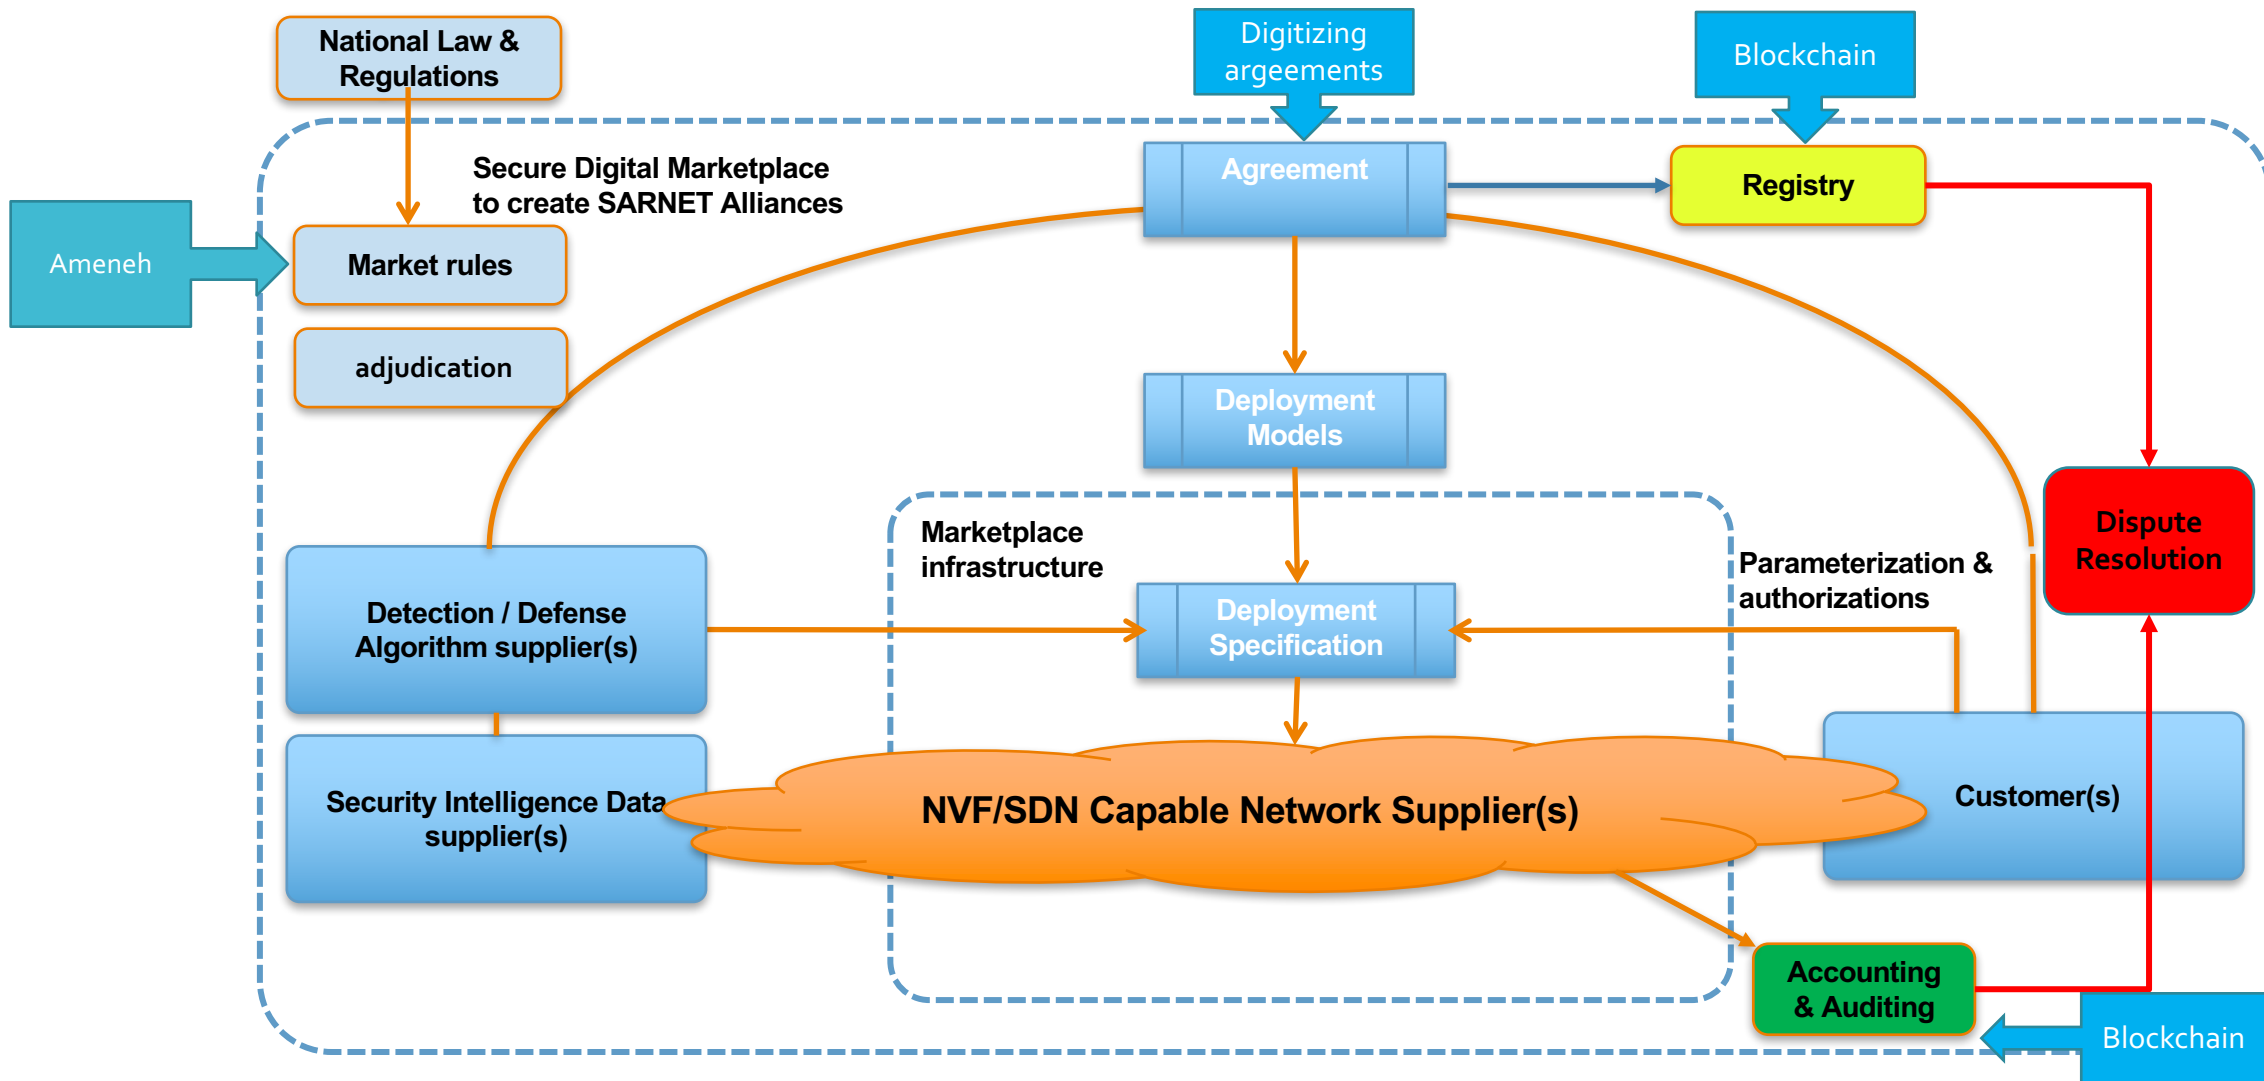 National Law &
Regulations
Digitizing
argeements
Blockchain
Secure Digital Marketplace
to create SARNET Alliances
Agreement
Registry
Ameneh
Market rules
adjudication
Deployment
Models
Marketplace
infrastructure
Dispute
Resolution
Parameterization &
authorizations
Detection / Defense
Algorithm supplier(s)
Deployment
Specification
Security Intelligence Data
supplier(s)
NVF/SDN Capable Network Supplier(s)
Customer(s)
Accounting
& Auditing
Blockchain